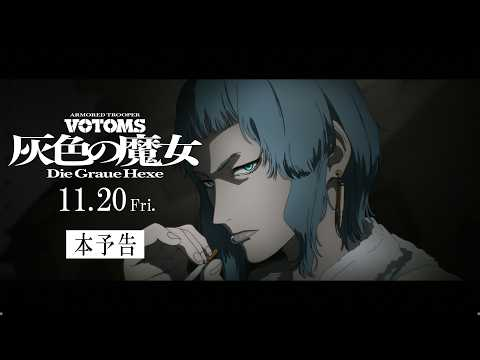 ARMORED TROOPER
VOTOMS
灰色の魔女
Die Graue Hexe
11.20 Fri.
本予告